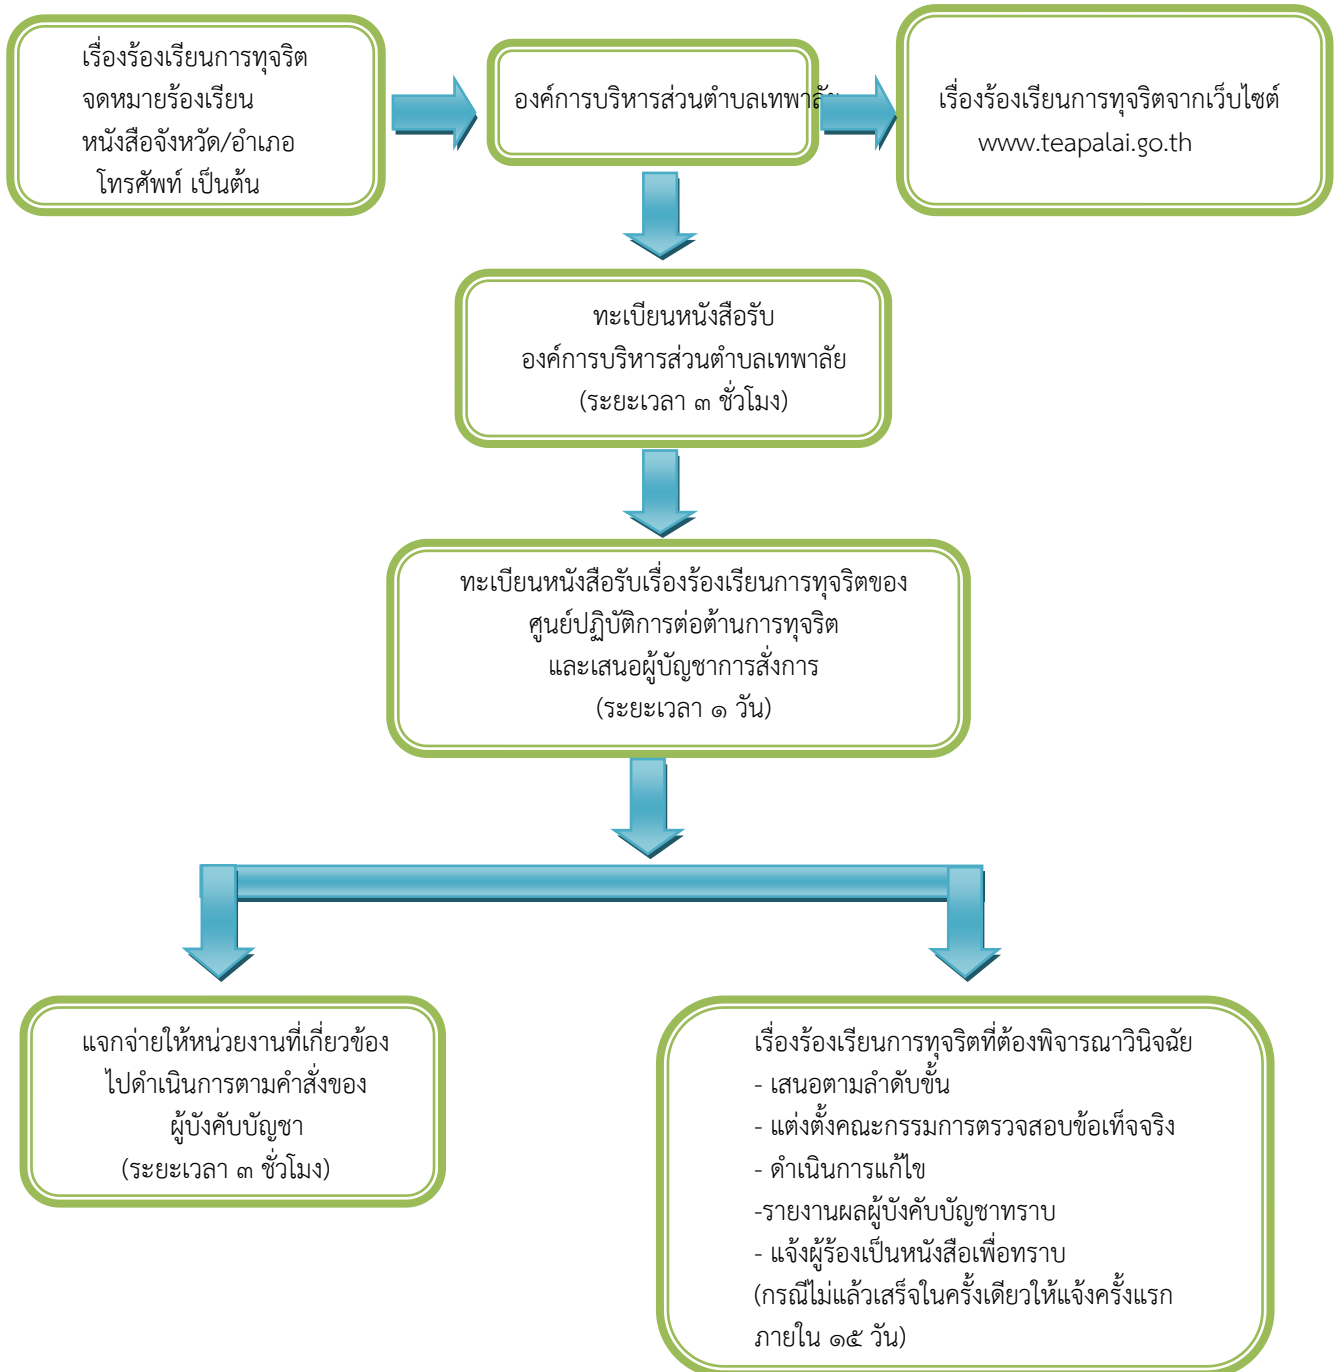 เรื่องร้องเรียนการทุจริต
จดหมายร้องเรียน
หนังสือจังหวัด/อำเภอ
โทรศัพท์ เป็นต้น
องค์การบริหารส่วนตำบลเทพาลัย
เรื่องร้องเรียนการทุจริตจากเว็บไซต์
www.teapalai.go.th
ทะเบียนหนังสือรับ
องค์การบริหารส่วนตำบลเทพาลัย
(ระยะเวลา ๓ ชั่วโมง)
ทะเบียนหนังสือรับเรื่องร้องเรียนการทุจริตของ
ศูนย์ปฏิบัติการต่อต้านการทุจริต
และเสนอผู้บัญชาการสั่งการ
(ระยะเวลา ๑ วัน)
แจกจ่ายให้หน่วยงานที่เกี่ยวข้อง
ไปดำเนินการตามคำสั่งของ
ผู้บังคับบัญชา
(ระยะเวลา ๓ ชั่วโมง)
เรื่องร้องเรียนการทุจริตที่ต้องพิจารณาวินิจฉัย
- เสนอตามลำดับขั้น
- แต่งตั้งคณะกรรมการตรวจสอบข้อเท็จจริง
- ดำเนินการแก้ไข
-รายงานผลผู้บังคับบัญชาทราบ
- แจ้งผู้ร้องเป็นหนังสือเพื่อทราบ
(กรณีไม่แล้วเสร็จในครั้งเดียวให้แจ้งครั้งแรก
ภายใน ๑๕ วัน)